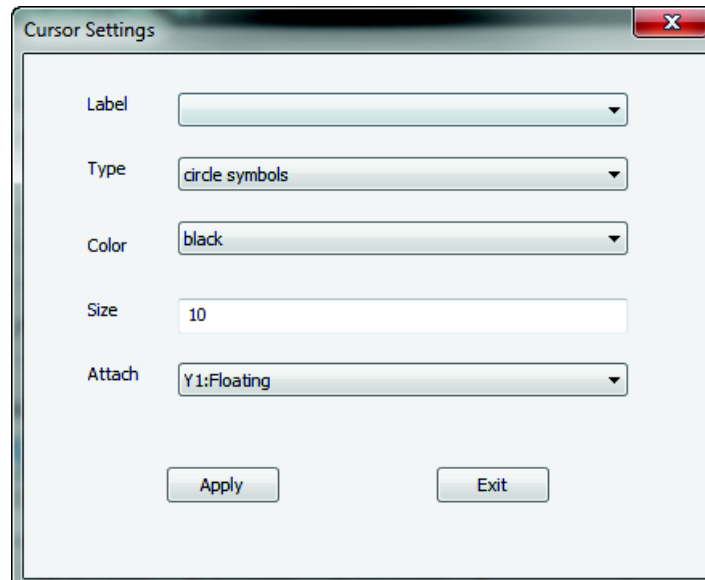 Cursor Settings
Label
Type circle symbols
Color black
Size 10
Attach Y1:Floating
Apply Exit